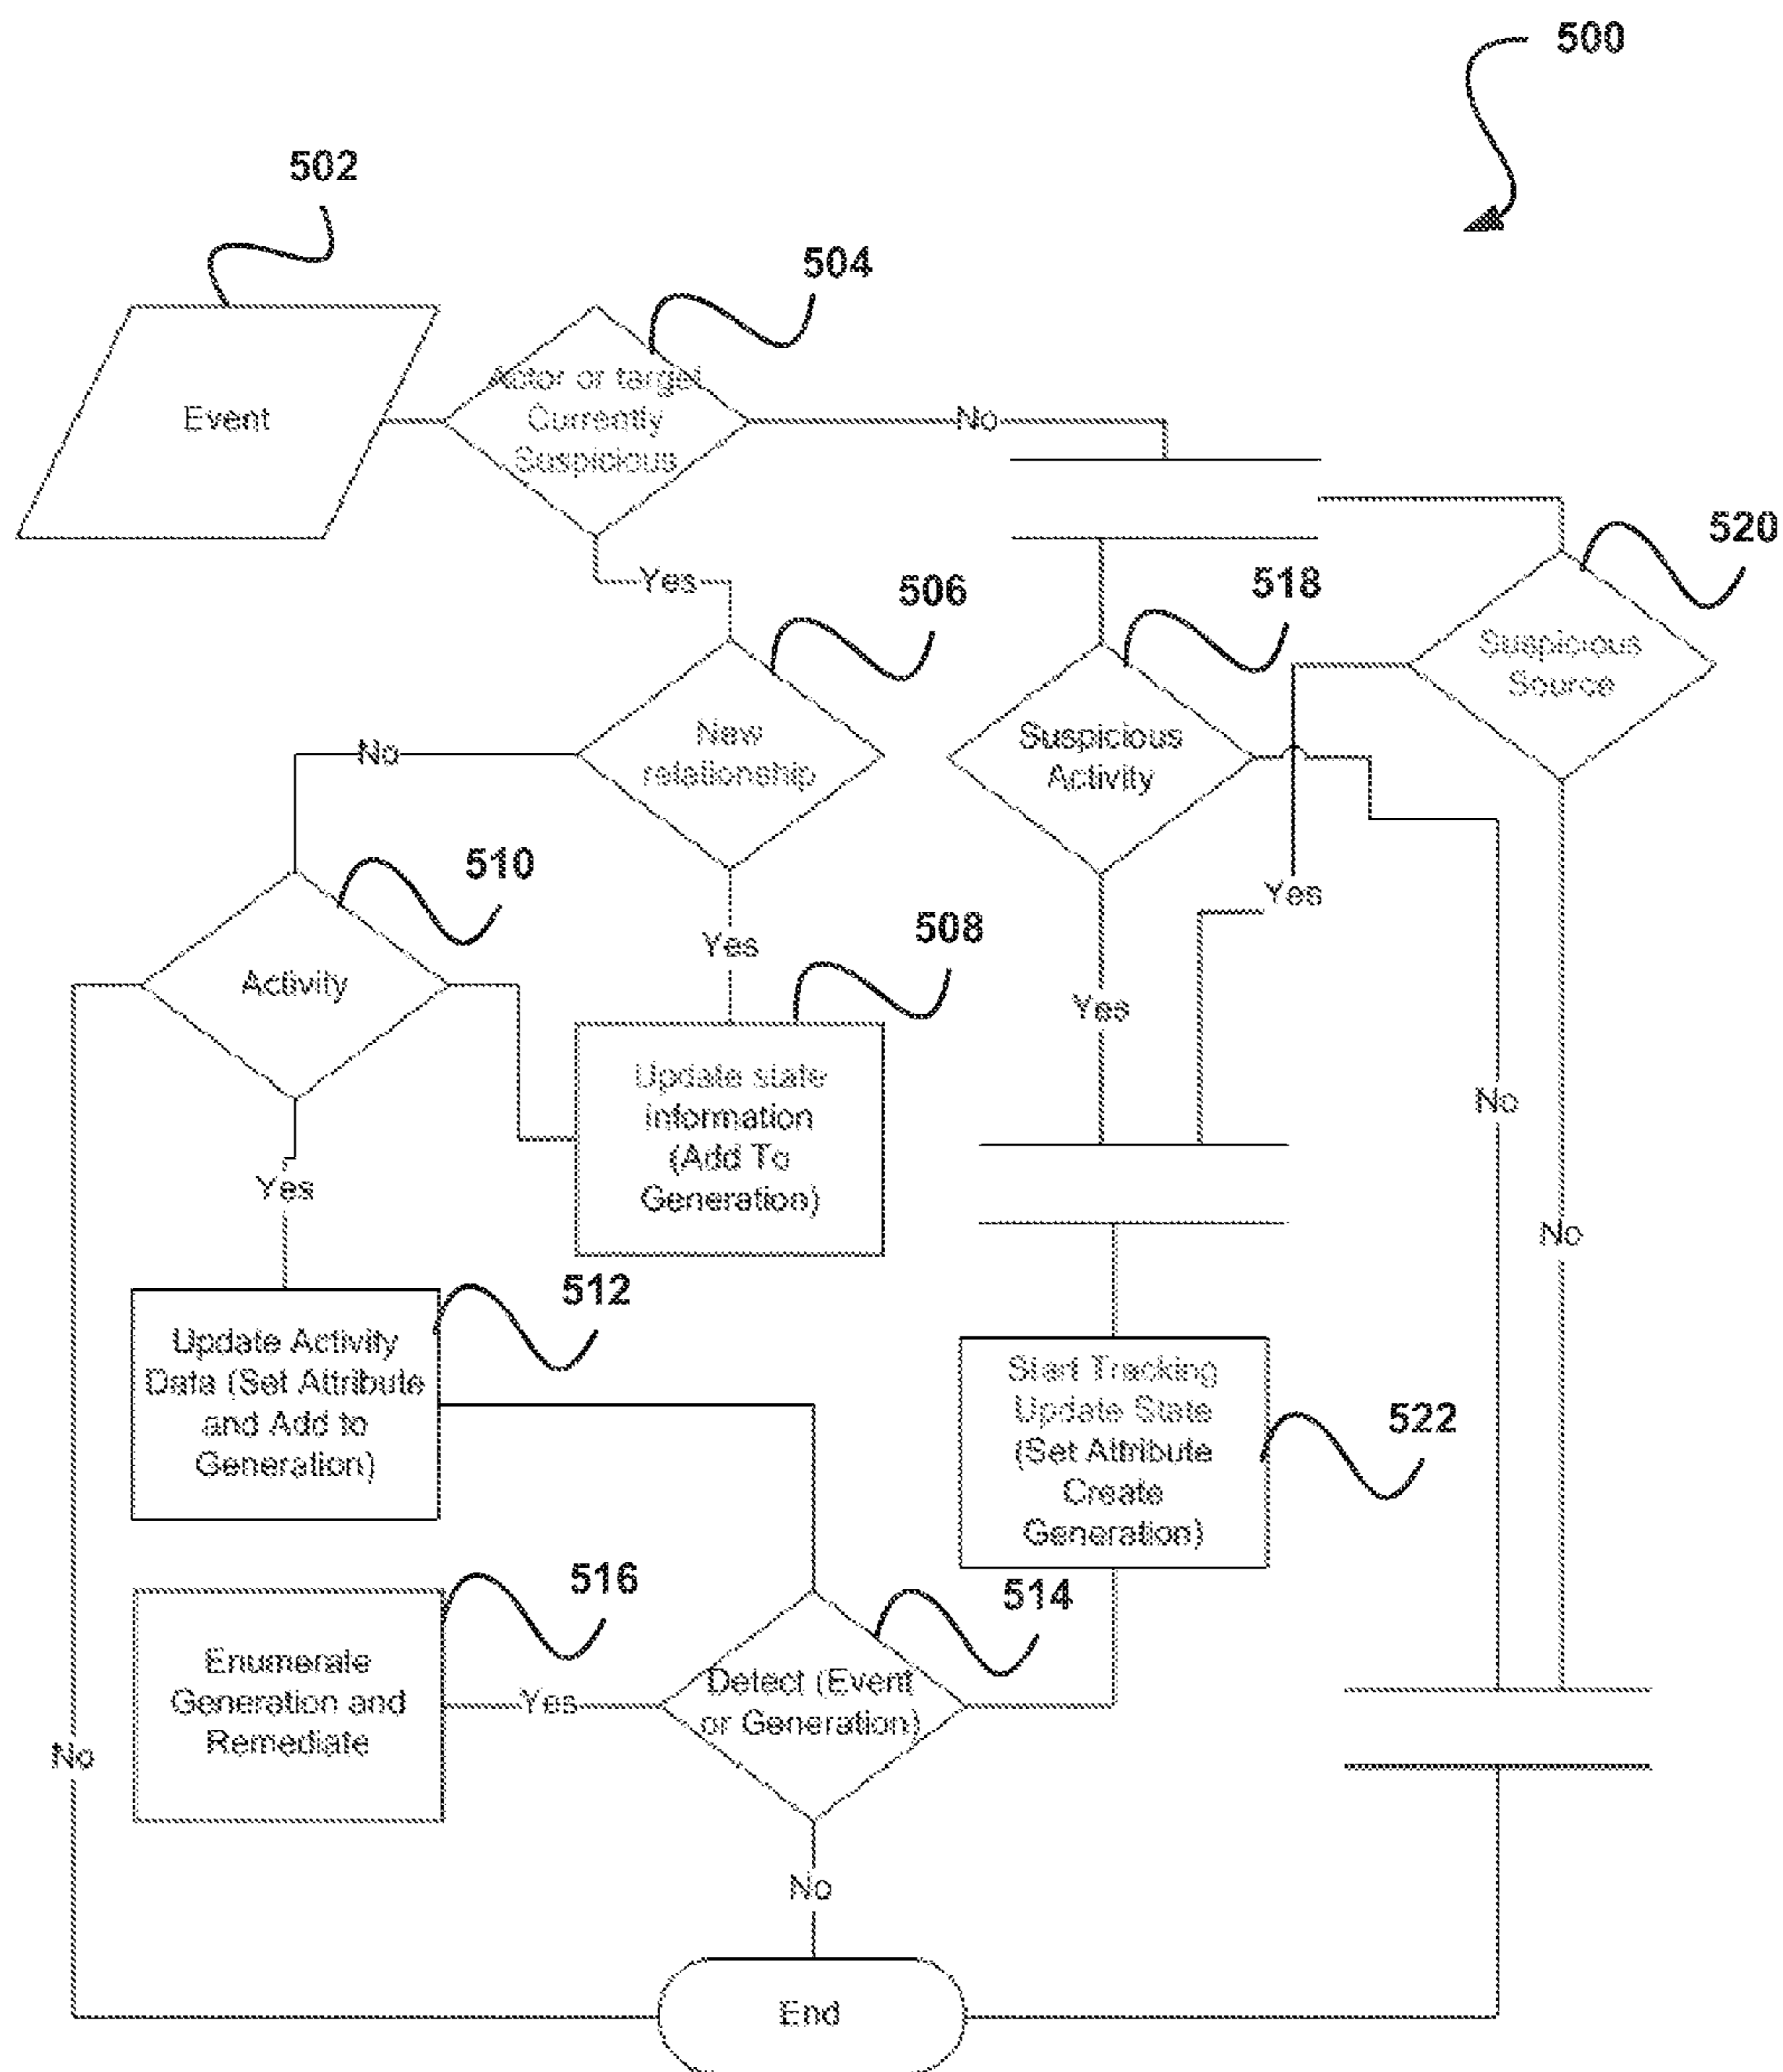 500
502
504
Event
Actor or target
Currently
Suspicious
No
520
Yes
506
518
Suspicious
Source
New
relationship
Suspicious
Activity
No
510
Yes
508
Yes
Activity
Yes
Update state
information
(Add To
Generation)
No
Yes
No
512
Update Activity
Data (Set Attribute
and Add to
Generation)
Start Tracking
Update State
(Set Attribute
Create
Generation)
522
516
514
Enumerate
Generation and
Remediate
Yes
Detect (Event
or Generation)
No
No
End